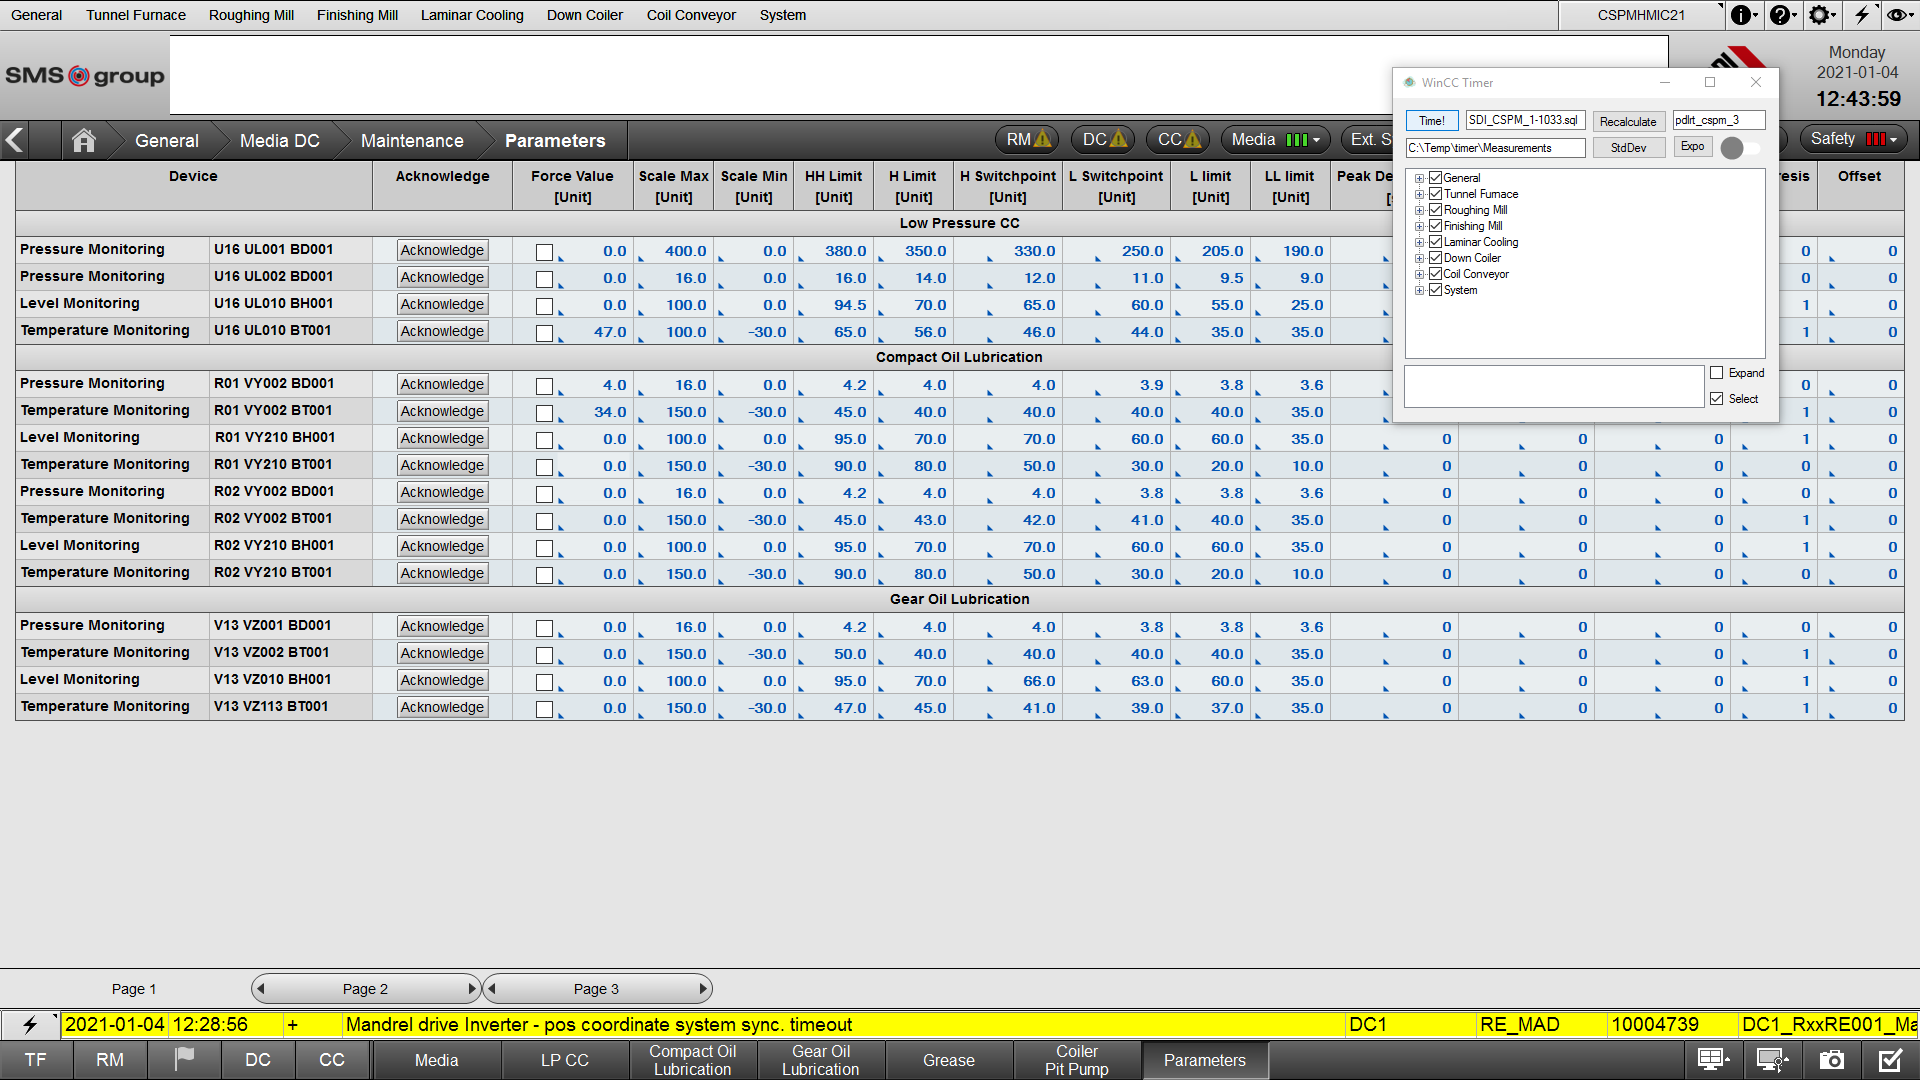 General Tunnel Furnace Roughing Mill Finishing Mill Laminar Cooling Down Coiler Coil Conveyor System CSPMHMIC21
SMS group
Monday
2021-01-04
12:43:59
WinCC Timer
Time! SDI_CSPM_1-1033.sql Recalculate pdlrt_cspm_3
C:\Temp\timer\Measurements StdDev Expo
General
Tunnel Furnace
Roughing Mill
Finishing Mill
Laminar Cooling
Down Coiler
Coil Conveyor
System
Expand
Select
General Media DC Maintenance Parameters RM DC CC Media Ext. S Safety
Device Acknowledge Force Value [Unit] Scale Max [Unit] Scale Min [Unit] HH Limit [Unit] H Limit [Unit] H Switchpoint [Unit] L Switchpoint [Unit] L limit [Unit] LL limit [Unit] Peak De resis Offset
Low Pressure CC
Pressure Monitoring U16 UL001 BD001 Acknowledge 0.0 400.0 0.0 380.0 350.0 330.0 250.0 205.0 190.0 0 0
Pressure Monitoring U16 UL002 BD001 Acknowledge 0.0 16.0 0.0 16.0 14.0 12.0 11.0 9.5 9.0 0 0
Level Monitoring U16 UL010 BH001 Acknowledge 0.0 100.0 0.0 94.5 70.0 65.0 60.0 55.0 25.0 1 0
Temperature Monitoring U16 UL010 BT001 Acknowledge 47.0 100.0 -30.0 65.0 56.0 46.0 44.0 35.0 35.0 1 0
Compact Oil Lubrication
Pressure Monitoring R01 VY002 BD001 Acknowledge 4.0 16.0 0.0 4.2 4.0 4.0 3.9 3.8 3.6 0 0
Temperature Monitoring R01 VY002 BT001 Acknowledge 34.0 150.0 -30.0 45.0 40.0 40.0 40.0 40.0 35.0 1 0
Level Monitoring R01 VY210 BH001 Acknowledge 0.0 100.0 0.0 95.0 70.0 70.0 60.0 60.0 35.0 0 0 0 1 0
Temperature Monitoring R01 VY210 BT001 Acknowledge 0.0 150.0 -30.0 90.0 80.0 50.0 30.0 20.0 10.0 0 0 0 0 0
Pressure Monitoring R02 VY002 BD001 Acknowledge 0.0 16.0 0.0 4.2 4.0 4.0 3.8 3.8 3.6 0 0 0 0 0
Temperature Monitoring R02 VY002 BT001 Acknowledge 0.0 150.0 -30.0 45.0 43.0 42.0 41.0 40.0 35.0 0 0 0 1 0
Level Monitoring R02 VY210 BH001 Acknowledge 0.0 100.0 0.0 95.0 70.0 70.0 60.0 60.0 35.0 0 0 0 1 0
Temperature Monitoring R02 VY210 BT001 Acknowledge 0.0 150.0 -30.0 90.0 80.0 50.0 30.0 20.0 10.0 0 0 0 0 0
Gear Oil Lubrication
Pressure Monitoring V13 VZ001 BD001 Acknowledge 0.0 16.0 0.0 4.2 4.0 4.0 3.8 3.8 3.6 0 0 0 0 0
Temperature Monitoring V13 VZ002 BT001 Acknowledge 0.0 150.0 -30.0 50.0 40.0 40.0 40.0 40.0 35.0 0 0 0 1 0
Level Monitoring V13 VZ010 BH001 Acknowledge 0.0 100.0 0.0 95.0 70.0 66.0 63.0 60.0 35.0 0 0 0 1 0
Temperature Monitoring V13 VZ113 BT001 Acknowledge 0.0 150.0 -30.0 47.0 45.0 41.0 39.0 37.0 35.0 0 0 0 1 0
Page 1 Page 2 Page 3
2021-01-04 12:28:56 + Mandrel drive Inverter - pos coordinate system sync. timeout DC1 RE_MAD 10004739 DC1_RxxRE001_Ma
TF RM DC CC Media LP CC Compact Oil Lubrication Gear Oil Lubrication Grease Coiler Pit Pump Parameters